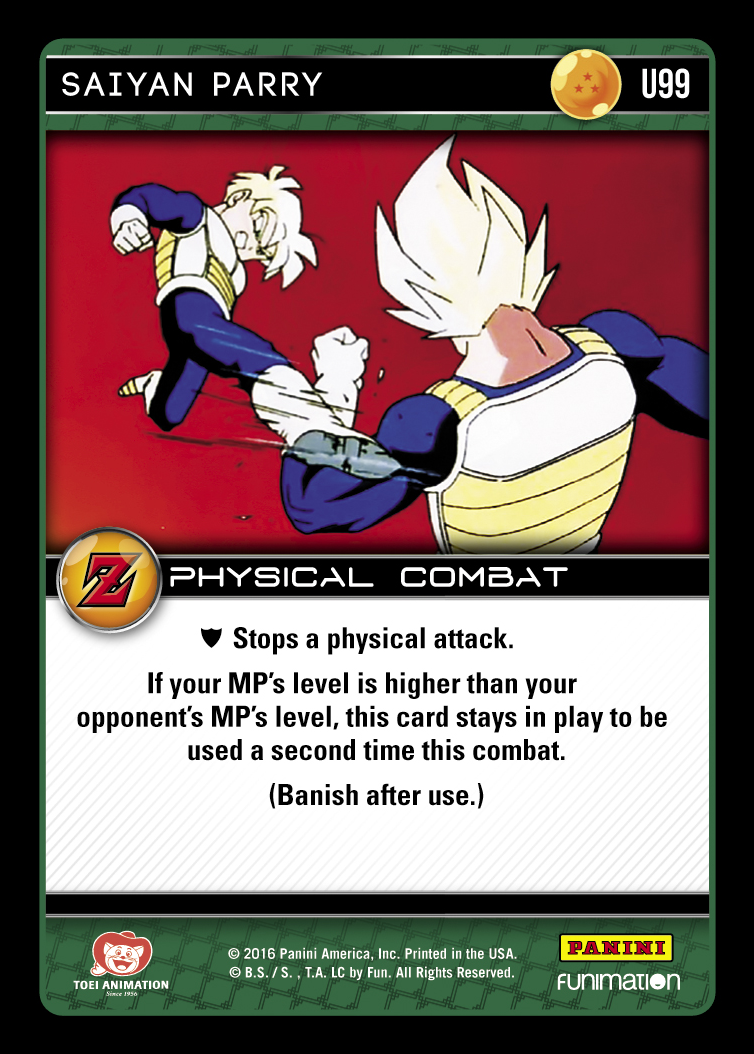 SAIYAN PARRY
U99
Z
PHYSICAL COMBAT
Stops a physical attack.
If your MP's level is higher than your
opponent's MP's level, this card stays in play to be
used a second time this combat.
(Banish after use.)
TOEI ANIMATION
Since 1956
© 2016 Panini America, Inc. Printed in the USA.
© B.S. / S. , T.A. LC by Fun. All Rights Reserved.
PANINI
FUNIMATION